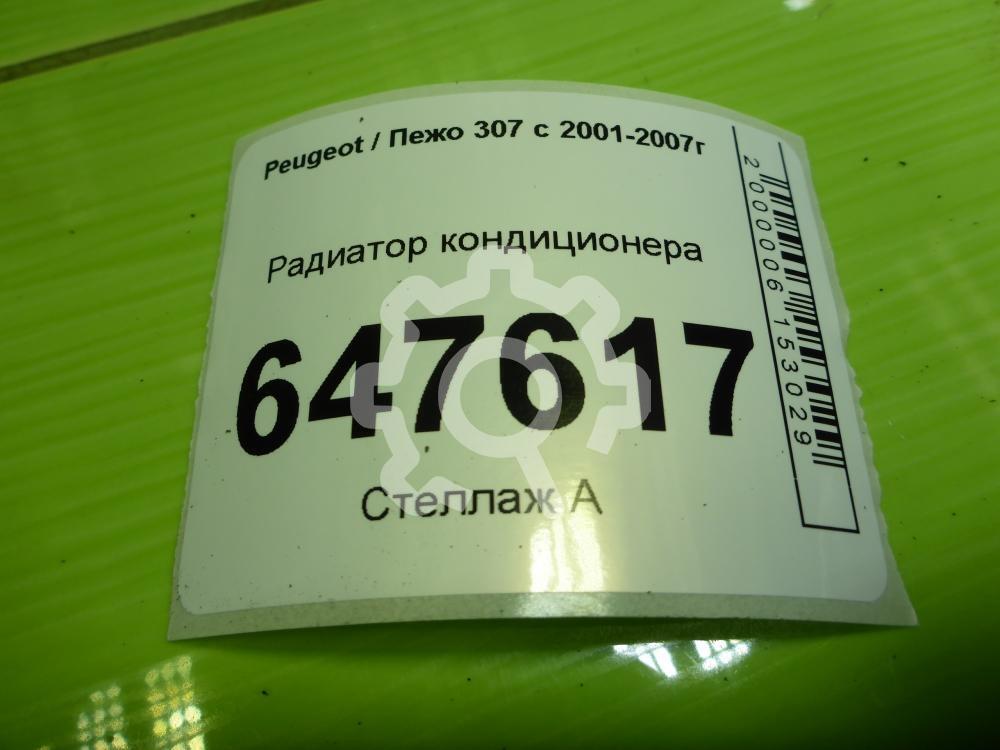 Peugeot / Пежо 307 с 2001-2007г
Радиатор кондиционера
647617
Стеллаж А
2000006153029